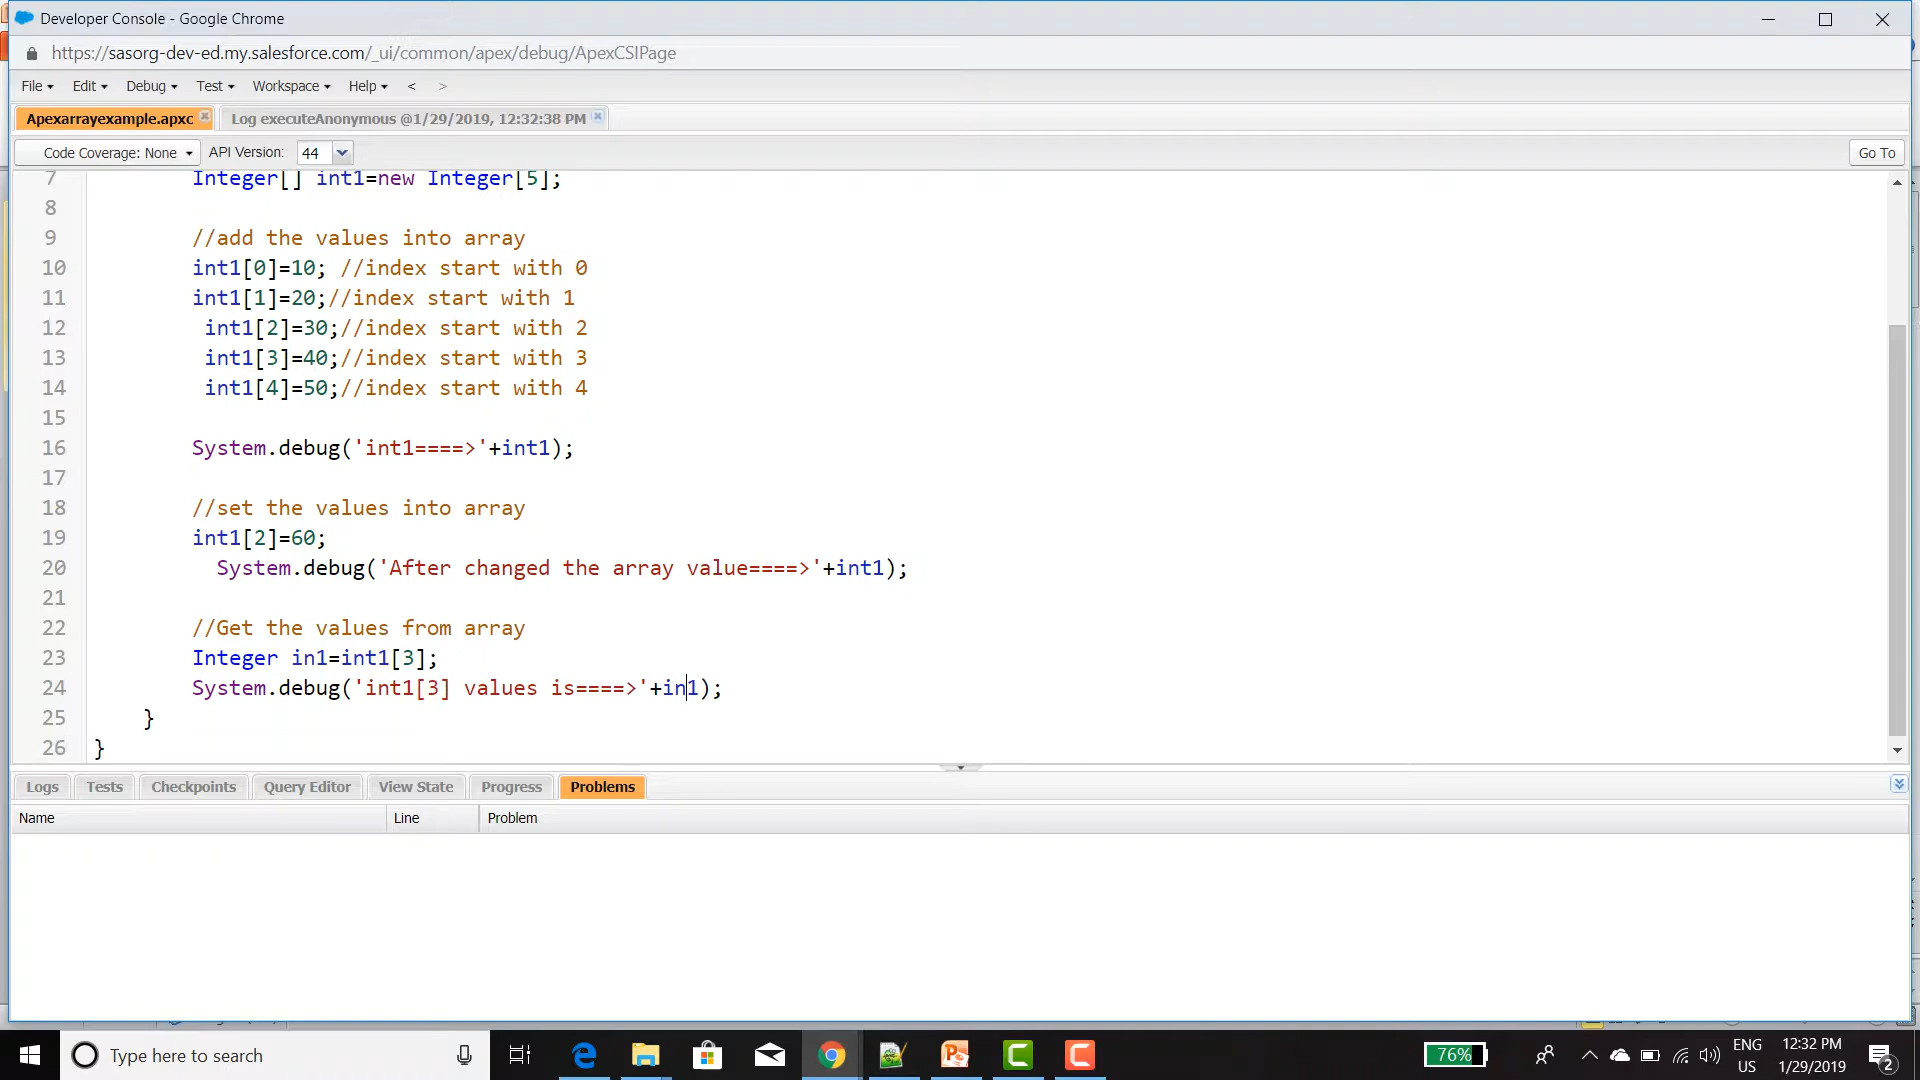 Developer Console - Google Chrome
https://sasorg-dev-ed.my.salesforce.com/_ui/common/apex/debug/ApexCSIPage
File Edit Debug Test Workspace Help < >
Apexarrayexample.apxc Log executeAnonymous @1/29/2019, 12:32:38 PM
Code Coverage: None API Version: 44 Go To
7 Integer[] int1=new Integer[5];
8
9 //add the values into array
10 int1[0]=10; //index start with 0
11 int1[1]=20;//index start with 1
12 int1[2]=30;//index start with 2
13 int1[3]=40;//index start with 3
14 int1[4]=50;//index start with 4
15
16 System.debug('int1====>'+int1);
17
18 //set the values into array
19 int1[2]=60;
20 System.debug('After changed the array value====>'+int1);
21
22 //Get the values from array
23 Integer in1=int1[3];
24 System.debug('int1[3] values is====>'+in1);
25 }
26 }
Logs Tests Checkpoints Query Editor View State Progress Problems
Name Line Problem
Type here to search 76% ENG 12:32 PM
US 1/29/2019 2